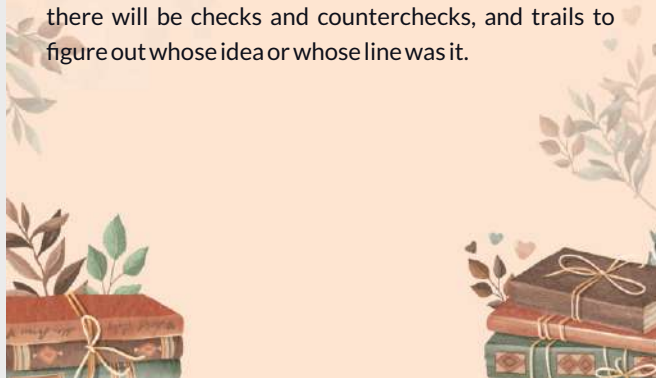 there will be checks and counterchecks, and trails to
figure out whose idea or whose line was it.